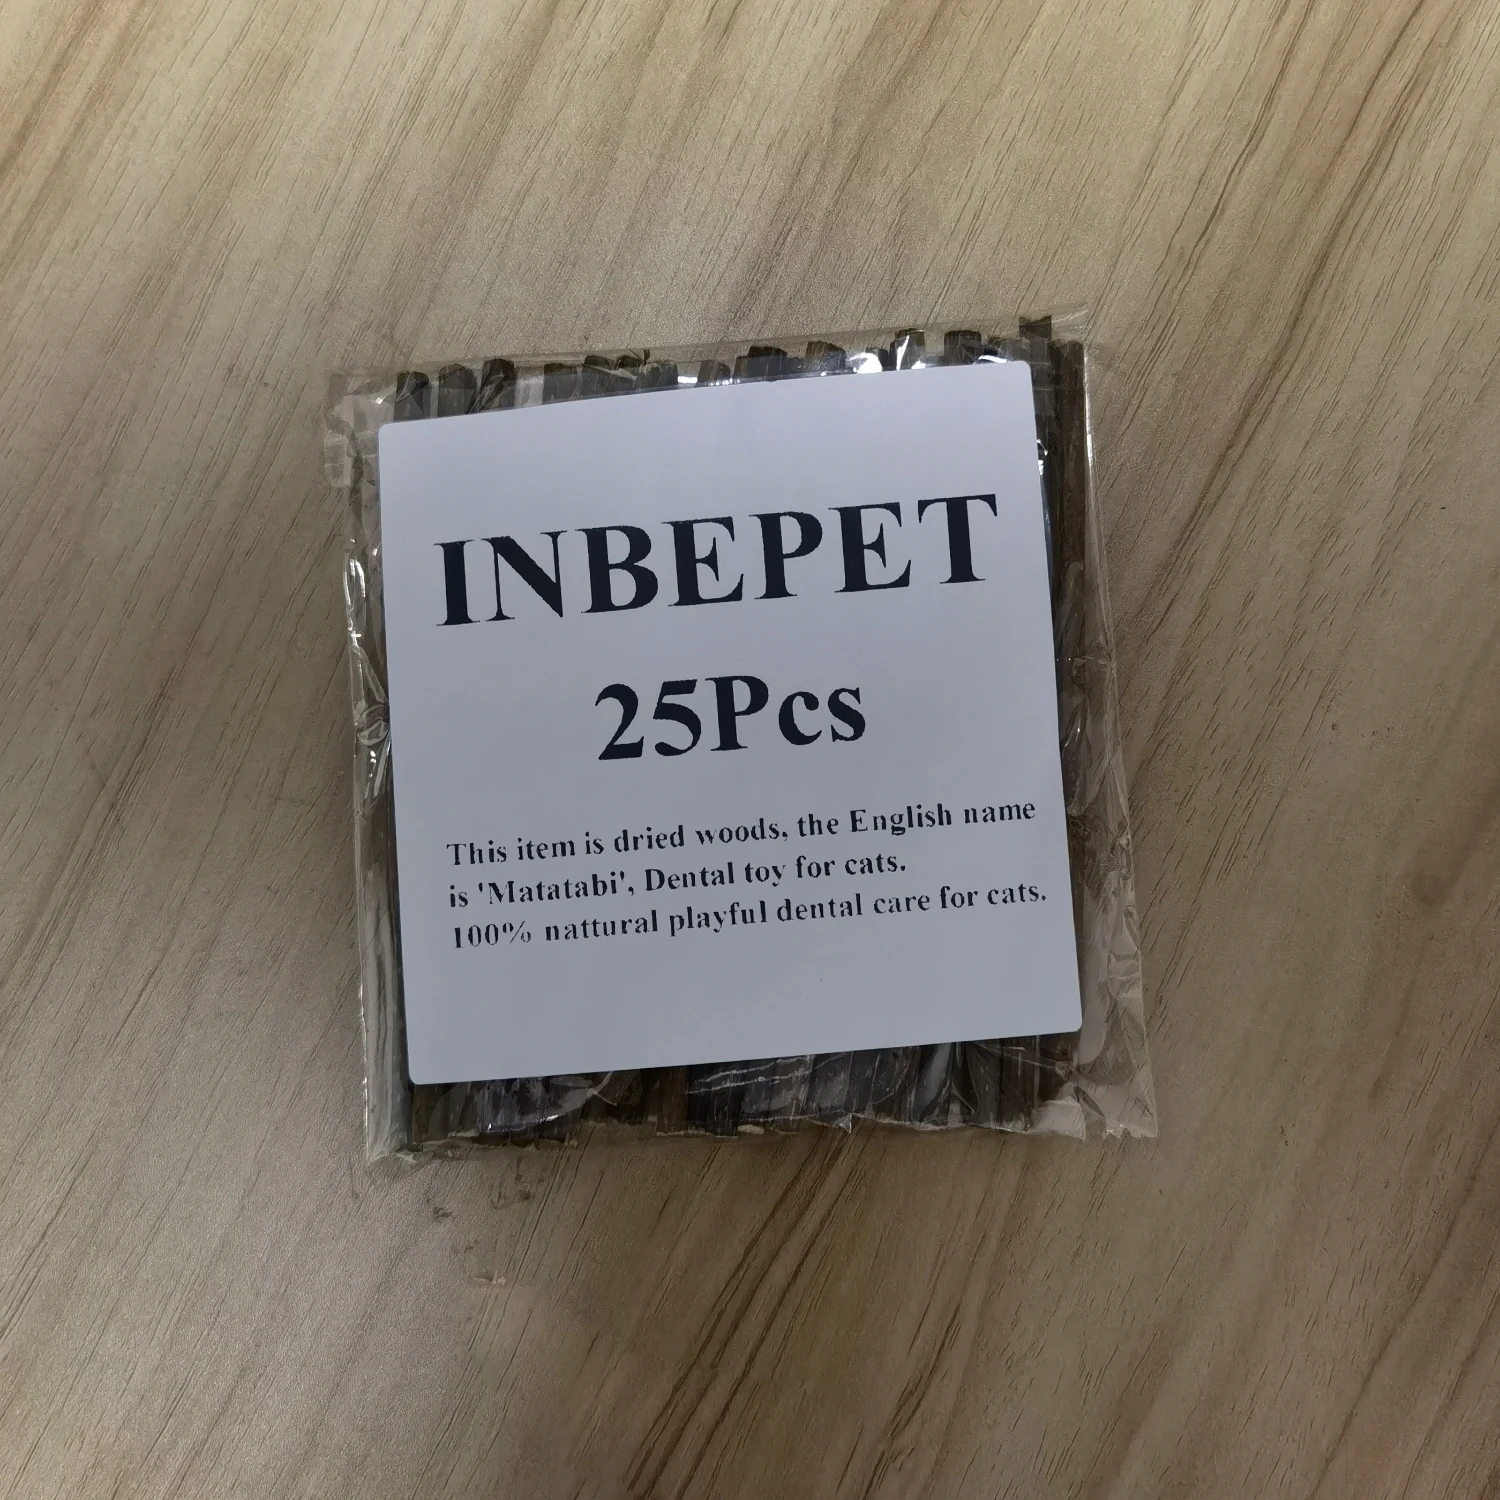 INBEPET
25Pcs
This item is dried woods, the English name
is 'Matatabi', Dental toy for cats.
100% nattural playful dental care for cats.